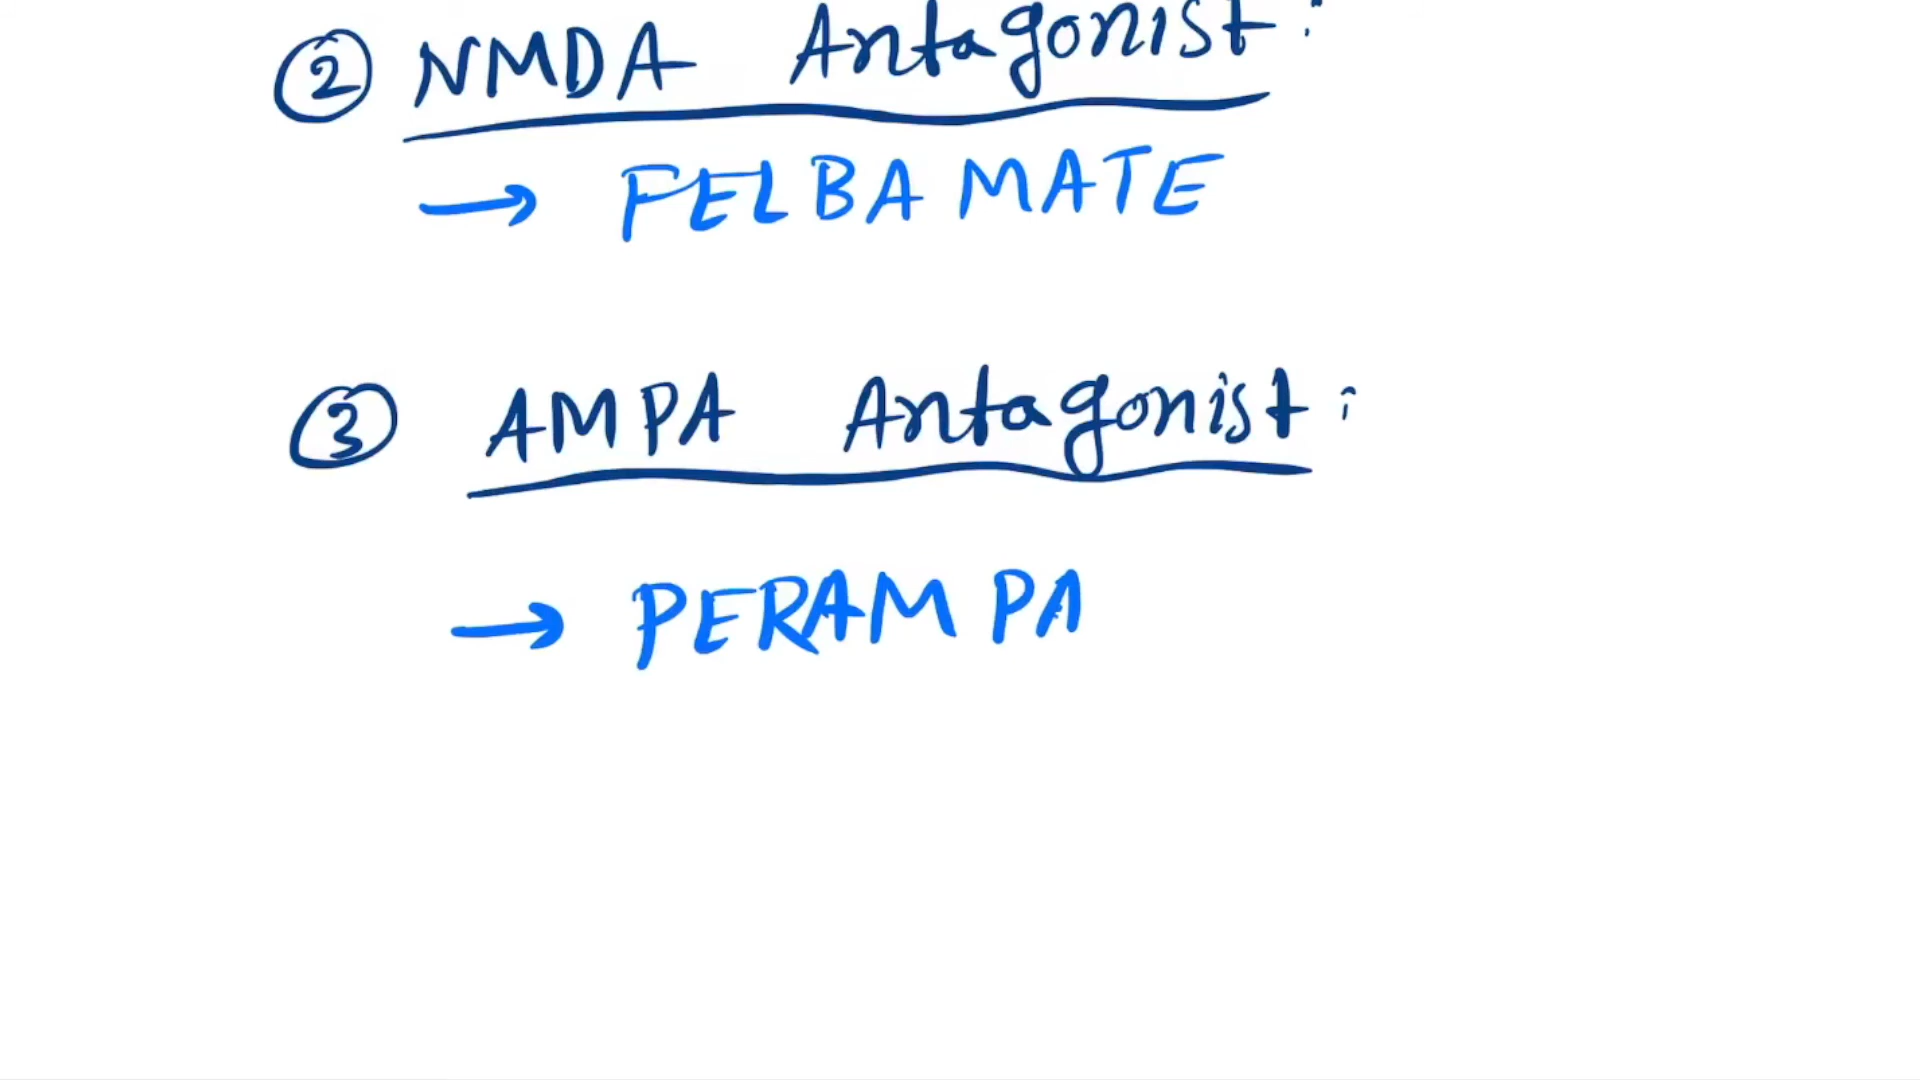 ② NMDA Antagonist:
→ FELBAMATE
③ AMPA Antagonist:
→ PERAMPA